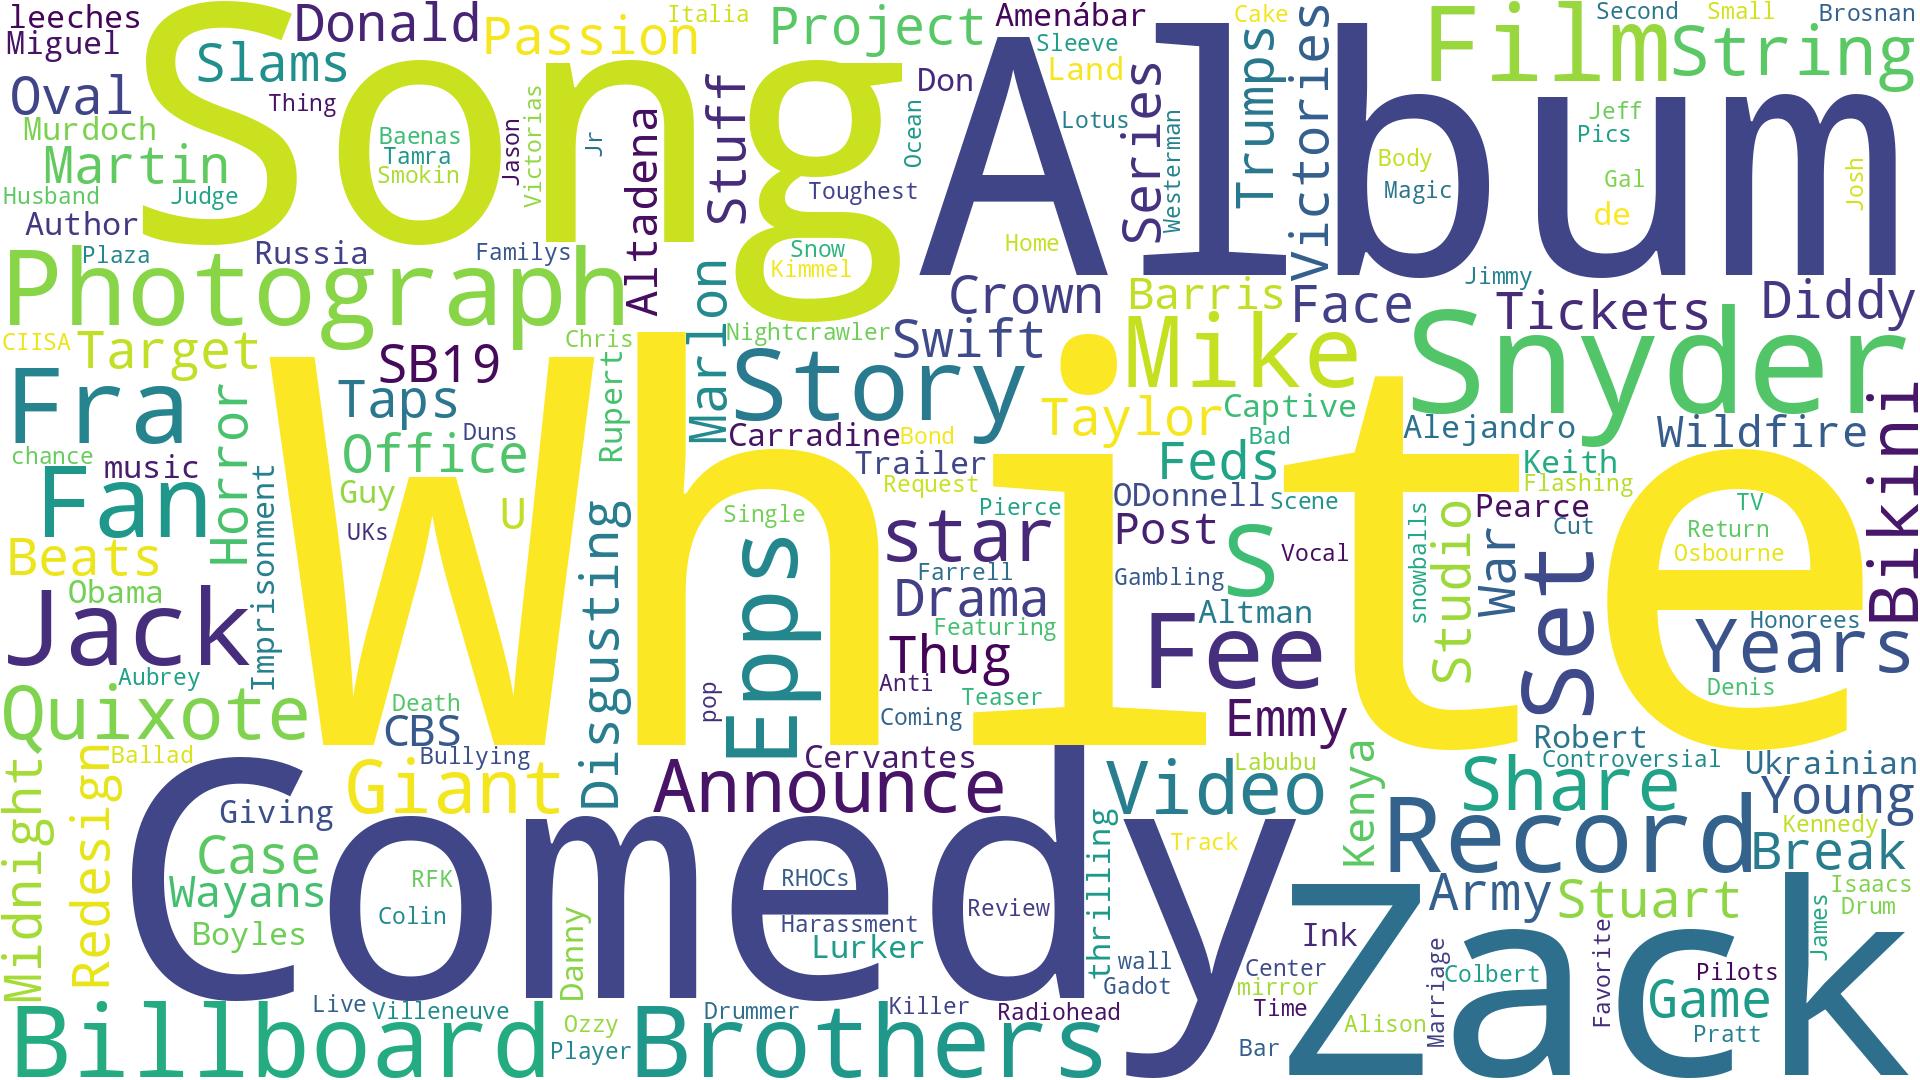 leeches
Miguel
Song
Donald
Passion
Italia
Project
Amenábar
Cake
Victories
Film
Second
Small
Brosnan
Slams
Sleeve
Land
Trumps
String
Oval
Thing
Stuff
Don
Album
Series
Murdoch
Martin
Baenas
Tamra
Smokin
Jason
Victorias
Jr
Altadena
Ocean
Lotus
Westerman
Jeff
Pics
Body
Magic
Gal
de
Josh
Husband
Judge
Toughest
Author
Plaza
Russia
Familys
Snow
Kimmel
Home
Photograph
Marlon
Crown
Barris
Face
Jimmy
Tickets
Diddy
CIISA
Target
SB19
Chris
Nightcrawler
Swift
Mike
Snyder
Fra
Horror
Taps
Rupert
Story
Taylor
Captive
Bikini
White
Carradine
Bond
Bad
Alejandro
Wildfire
chance
music
Office
Duns
Trailer
Feds
Keith
Fan
Imprisonment
Guy
U
UKs
Request
Pierce
ODonnell
Scene
Flashing
Pearce
Cut
TV
Return
Osbourne
Disgusting
Single
Epps
star
Post
S
Vocal
snowballs
Studio
War
Set
Beats
Obama
Farrell
Gambling
Drama
Altman
Jack
Featuring
Fee
Honorees
Years
Thug
Aubrey
Anti
Teaser
Denis
Quixote
Death
CBS
pop
Coming
Emmy
Robert
Midnight
Redesign
Ballad
Bullying
Cervantes
Labubu
Kenya
Controversial
Ukrainian
Giant
Announce
Video
Share
Young
Giving
Comedy
thrilling
Track
Record
Kennedy
Break
Case
Wayans
RFK
Colin
RHOCs
Review
Zack
Army
Stuart
Isaacs
Drum
James
Boyles
Danny
Harassment
Lurker
Ink
Favorite
wall
Gadot
Center
mirror
Time
Marriage
Colbert
Pilots
Game
Pratt
Live
Villeneuve
Ozzy
Player
Drummer
Killer
Radiohead
Alison
Bar
Billboard
Brothers